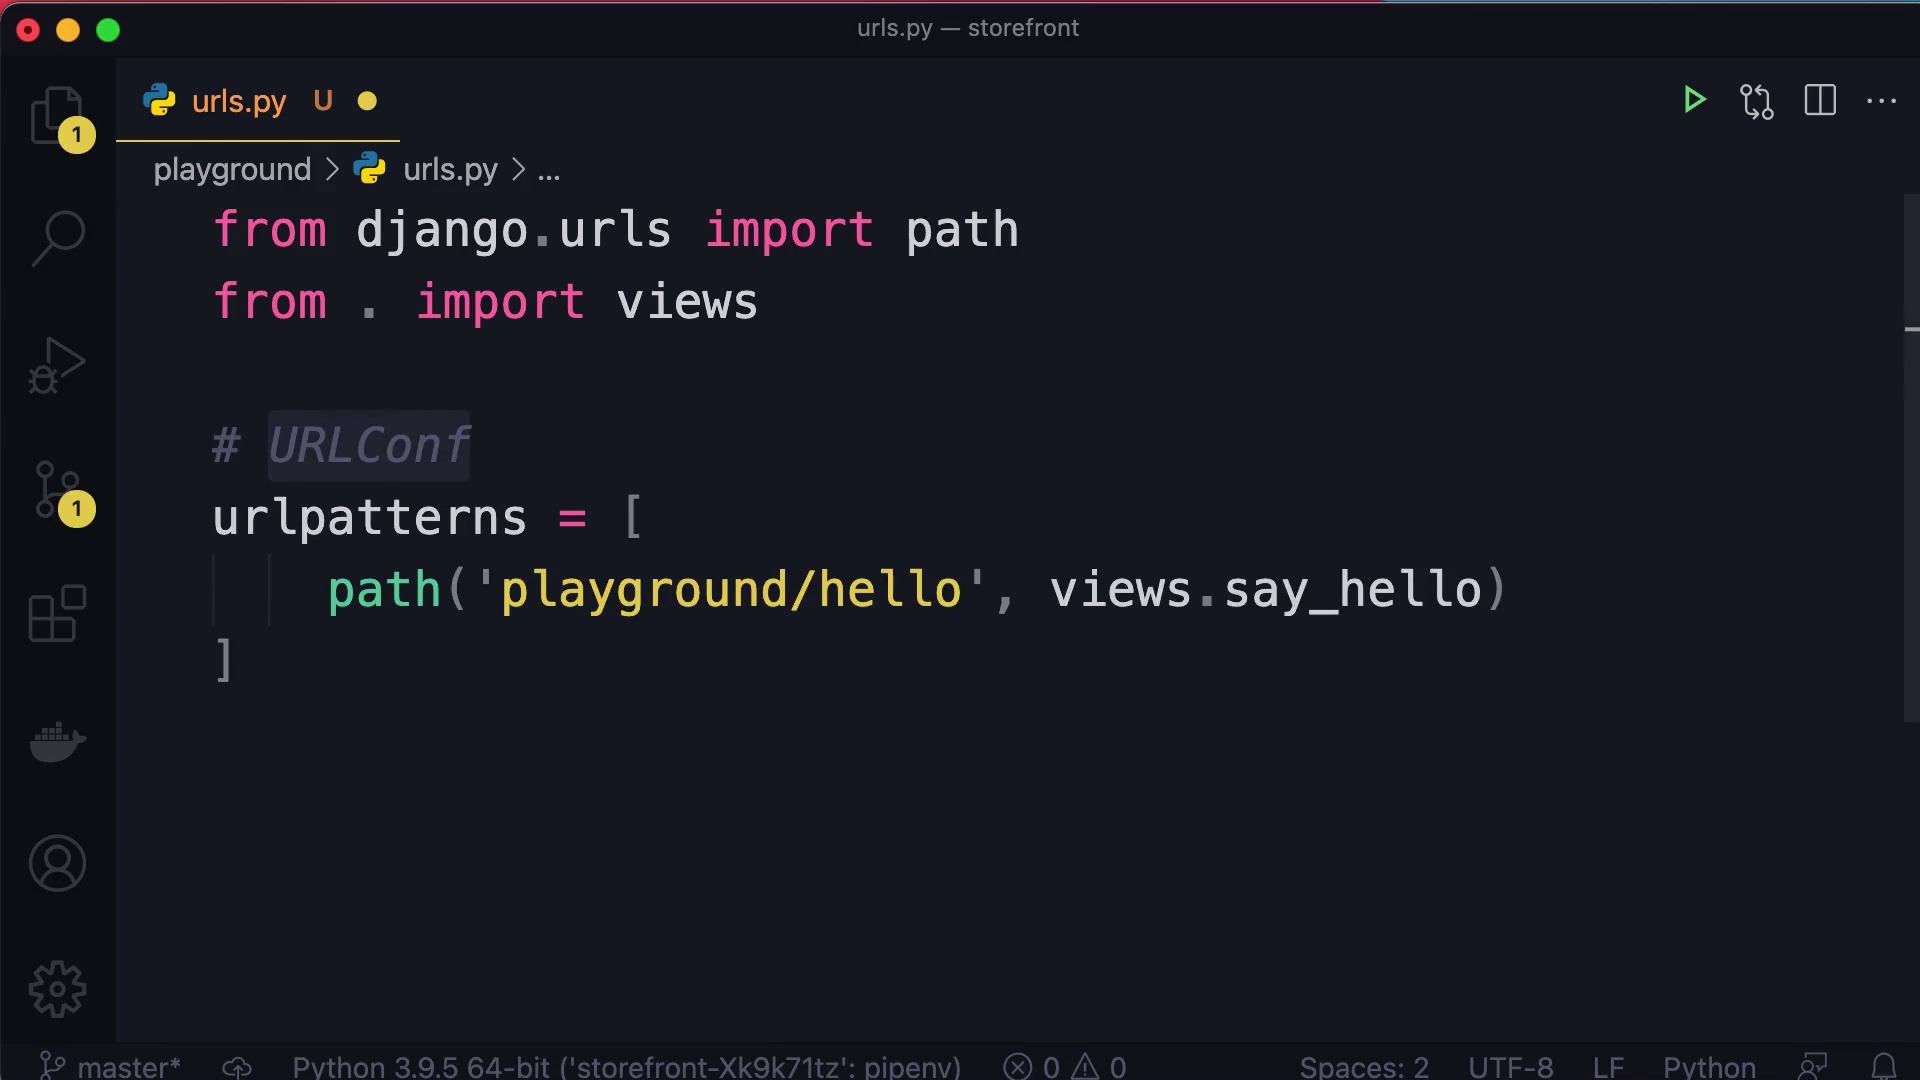 urls.py — storefront
urls.py U
1
playground > urls.py > ...
from django.urls import path
from . import views
# URLConf
urlpatterns = [
1
path('playground/hello', views.say_hello)
]
master* Python 3.9.5 64-bit ('storefront-Xk9k71tz': pipenv) 0 0 Spaces: 2 UTF-8 LF Python